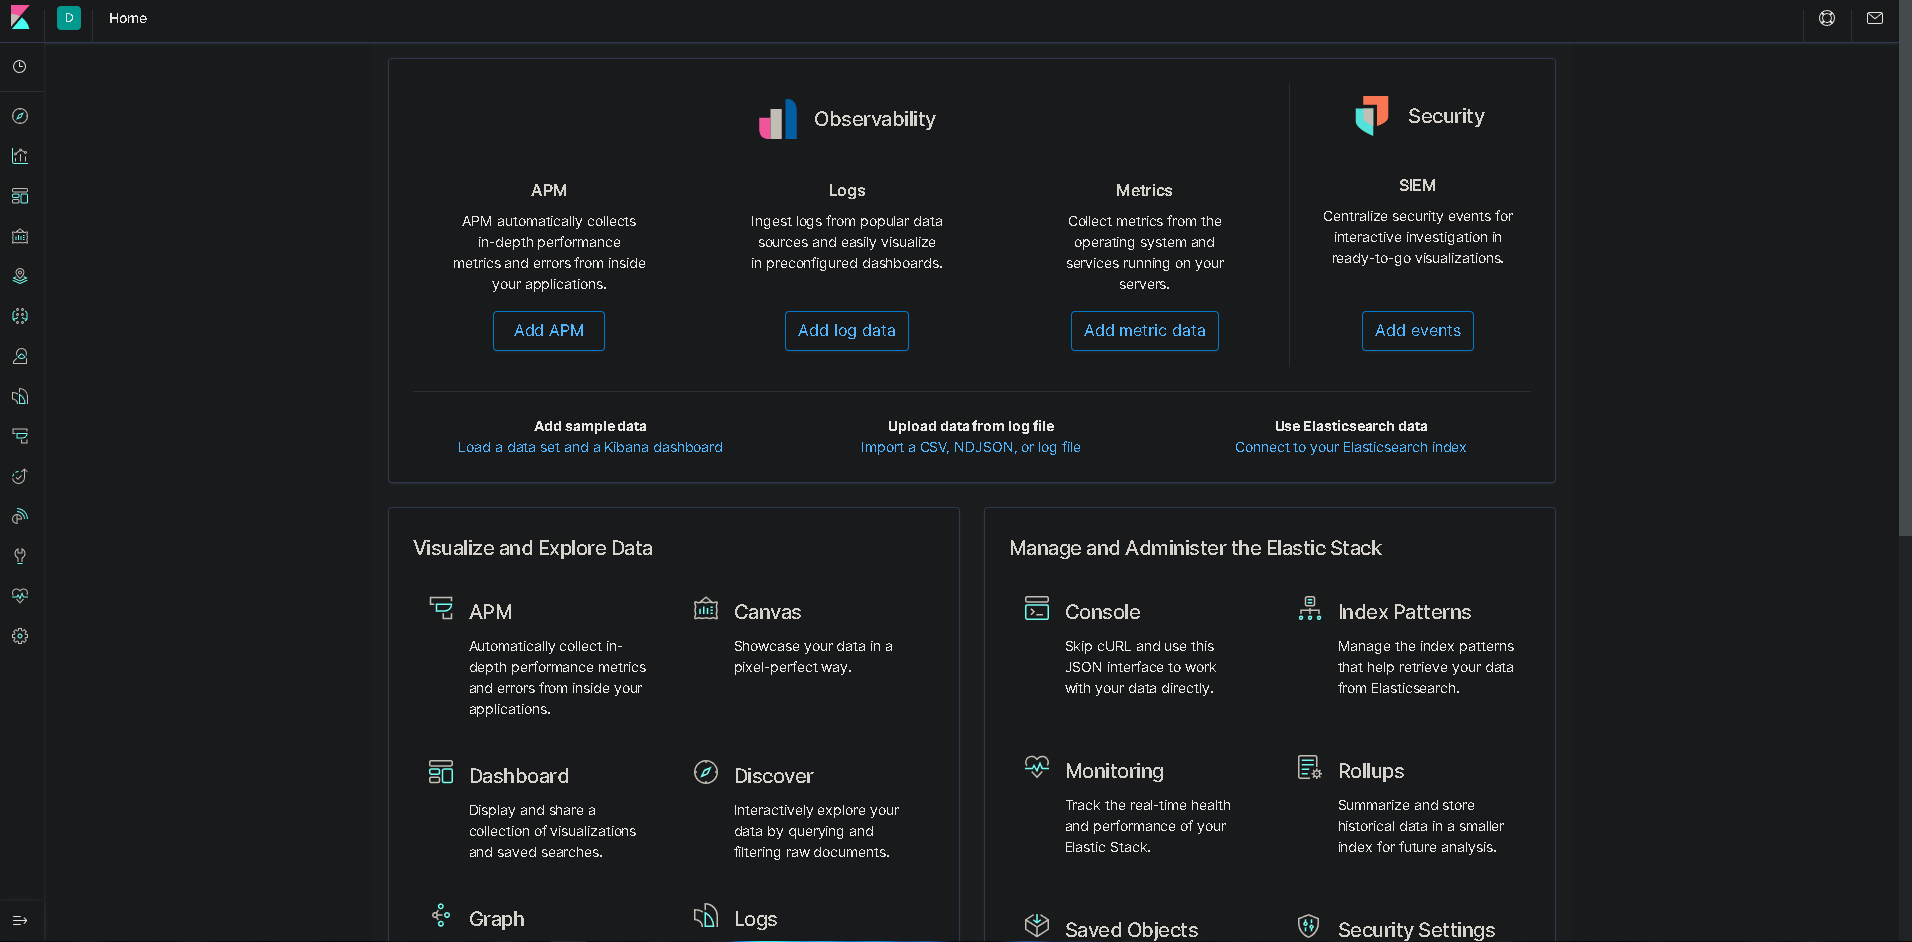 D
Home
Observability
Security
APM
APM automatically collects
in-depth performance
metrics and errors from inside
your applications.
Add APM
Logs
Ingest logs from popular data
sources and easily visualize
in preconfigured dashboards.
Add log data
Metrics
Collect metrics from the
operating system and
services running on your
servers.
Add metric data
SIEM
Centralize security events for
interactive investigation in
ready-to-go visualizations.
Add events
Add sample data
Load a data set and a Kibana dashboard
Upload data from log file
Import a CSV, NDJSON, or log file
Use Elasticsearch data
Connect to your Elasticsearch index
Visualize and Explore Data
APM
Automatically collect in-
depth performance metrics
and errors from inside your
applications.
Canvas
Showcase your data in a
pixel-perfect way.
Dashboard
Display and share a
collection of visualizations
and saved searches.
Discover
Interactively explore your
data by querying and
filtering raw documents.
Graph
Logs
Manage and Administer the Elastic Stack
Console
Skip cURL and use this
JSON interface to work
with your data directly.
Index Patterns
Manage the index patterns
that help retrieve your data
from Elasticsearch.
Monitoring
Track the real-time health
and performance of your
Elastic Stack.
Rollups
Summarize and store
historical data in a smaller
index for future analysis.
Saved Objects
Security Settings